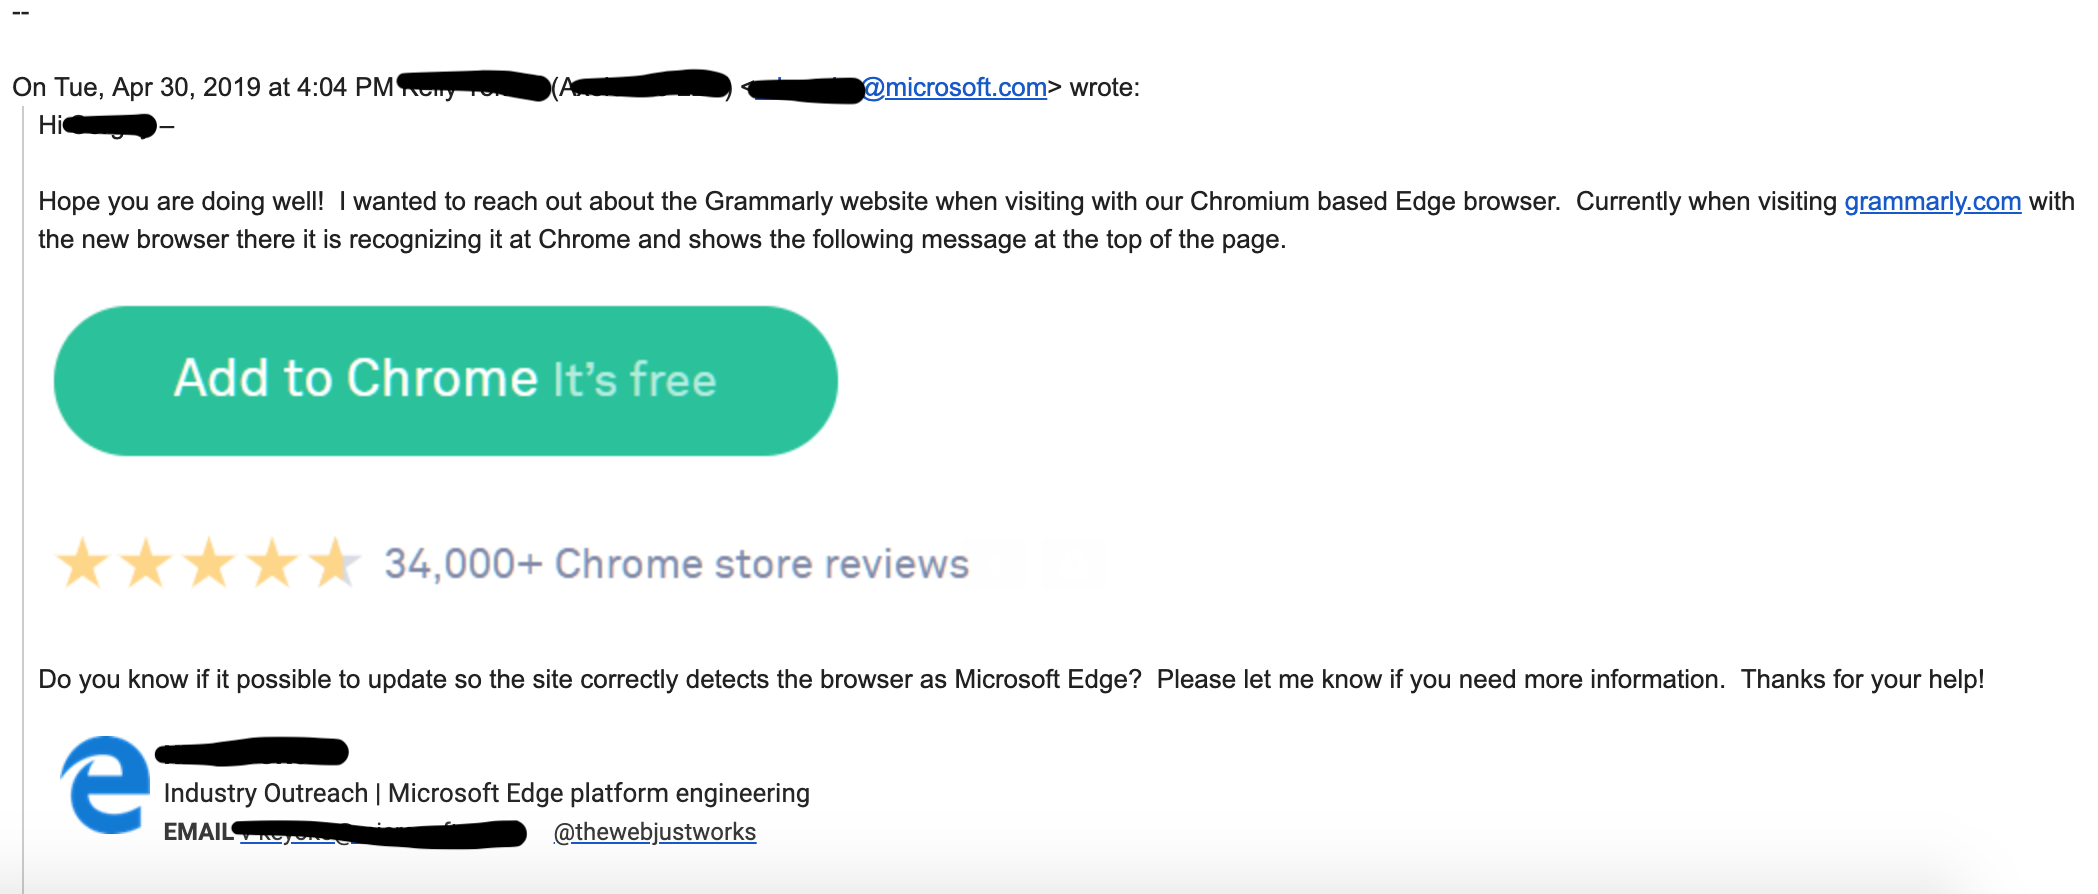 --
On Tue, Apr 30, 2019 at 4:04 PM ( < @microsoft.com> wrote:
Hi –
Hope you are doing well!  I wanted to reach out about the Grammarly website when visiting with our Chromium based Edge browser.  Currently when visiting grammarly.com with
the new browser there it is recognizing it at Chrome and shows the following message at the top of the page.
Add to Chrome It's free
34,000+ Chrome store reviews
Do you know if it possible to update so the site correctly detects the browser as Microsoft Edge?  Please let me know if you need more information.  Thanks for your help!
Industry Outreach | Microsoft Edge platform engineering
EMAIL @thewebjustworks